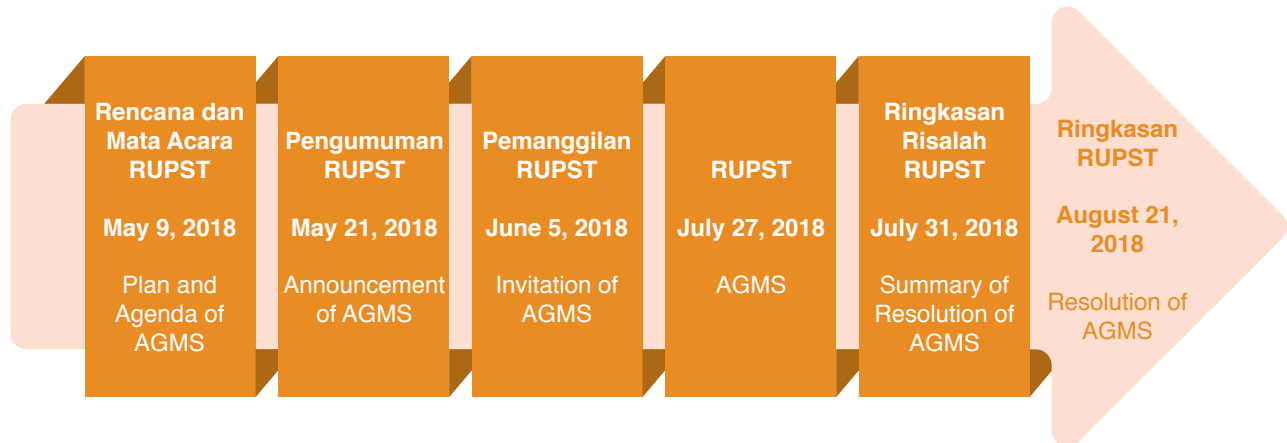 Rencana dan
Mata Acara
RUPST
May 9, 2018
Plan and
Agenda of
AGMS
Pengumuman
RUPST
May 21, 2018
Announcement
of AGMS
Pemanggilan
RUPST
June 5, 2018
Invitation of
AGMS
RUPST
July 27, 2018
AGMS
Ringkasan
Risalah
RUPST
July 31, 2018
Summary of
Resolution of
AGMS
Ringkasan
RUPST
August 21,
2018
Resolution of
AGMS